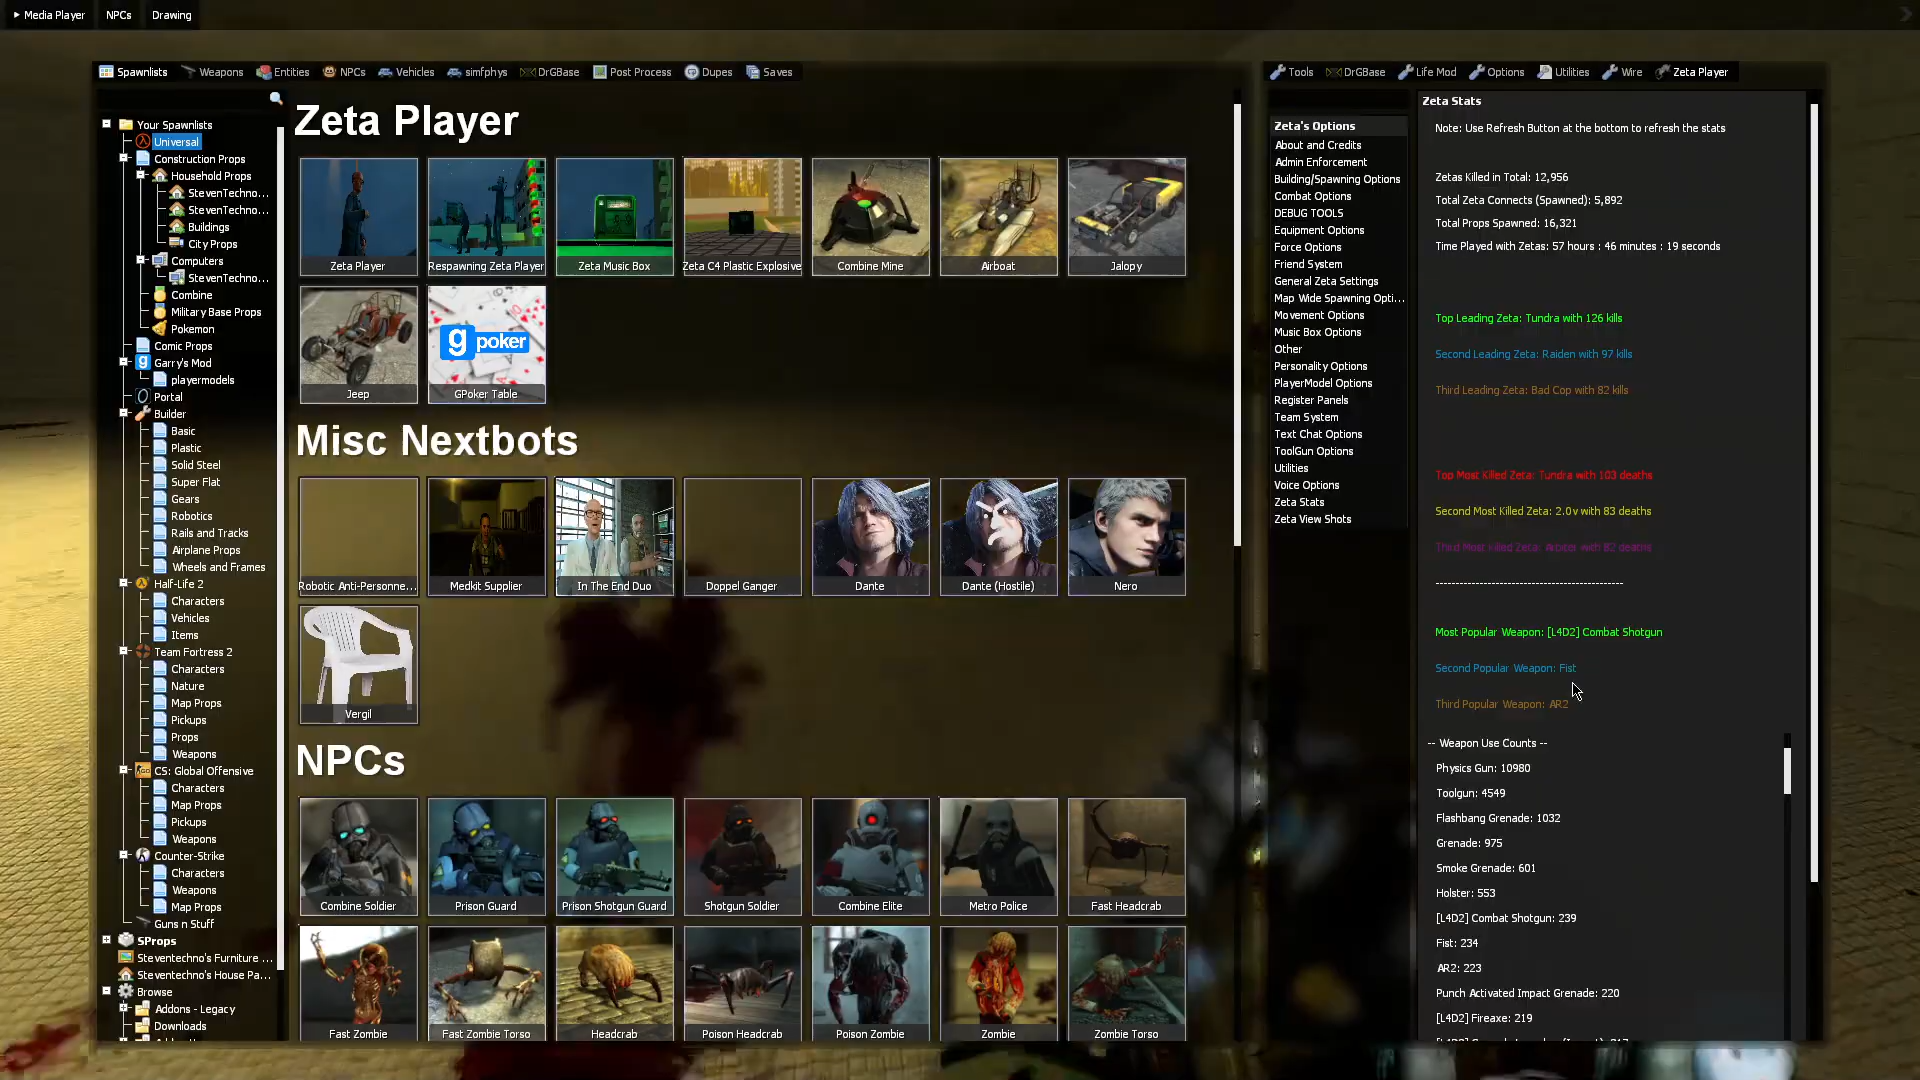 Media Player NPCs Drawing
Spawnlists Weapons Entities NPCs Vehicles simfphys DrGBase Post Process Dupes Saves
Your Spawnlists
Universal
Construction Props
Household Props
StevenTechno...
StevenTechno...
Buildings
City Props
Computers
StevenTechno...
Combine
Military Base Props
Pokemon
Comic Props
Garry's Mod
playermodels
Portal
Builder
Basic
Plastic
Solid Steel
Super Flat
Gears
Robotics
Rails and Tracks
Airplane Props
Wheels and Frames
Half-Life 2
Characters
Vehicles
Items
Team Fortress 2
Characters
Nature
Map Props
Pickups
Props
Weapons
CS: Global Offensive
Characters
Map Props
Pickups
Weapons
Counter-Strike
Characters
Weapons
Map Props
Guns n Stuff
SProps
Steventechno's Furniture ...
Steventechno's House Pa...
Browse
Addons - Legacy
Downloads
Zeta Player
Zeta Player Respawning Zeta Player Zeta Music Box Zeta C4 Plastic Explosive Combine Mine Airboat Jalopy
g poker
Jeep GPoker Table
Misc Nextbots
Robotic Anti-Personne... Medkit Supplier In The End Duo Doppel Ganger Dante Dante (Hostile) Nero
Vergil
NPCs
Combine Soldier Prison Guard Prison Shotgun Guard Shotgun Soldier Combine Elite Metro Police Fast Headcrab
Fast Zombie Fast Zombie Torso Headcrab Poison Headcrab Poison Zombie Zombie Zombie Torso
Tools DrGBase Life Mod Options Utilities Wire Zeta Player
Zeta's Options
About and Credits
Admin Enforcement
Building/Spawning Options
Combat Options
DEBUG TOOLS
Equipment Options
Force Options
Friend System
General Zeta Settings
Map Wide Spawning Opti...
Movement Options
Music Box Options
Other
Personality Options
PlayerModel Options
Register Panels
Team System
Text Chat Options
ToolGun Options
Utilities
Voice Options
Zeta Stats
Zeta View Shots
Zeta Stats
Note: Use Refresh Button at the bottom to refresh the stats
Zetas Killed in Total: 12,956
Total Zeta Connects (Spawned): 5,892
Total Props Spawned: 16,321
Time Played with Zetas: 57 hours : 46 minutes : 19 seconds
Top Leading Zeta: Tundra with 126 kills
Second Leading Zeta: Raiden with 97 kills
Third Leading Zeta: Bad Cop with 82 kills
Top Most Killed Zeta: Tundra with 103 deaths
Second Most Killed Zeta: 2.0v with 83 deaths
Third Most Killed Zeta: Arbiter with 82 deaths
-----------------------------------------------
Most Popular Weapon: [L4D2] Combat Shotgun
Second Popular Weapon: Fist
Third Popular Weapon: AR2
-- Weapon Use Counts --
Physics Gun: 10980
Toolgun: 4549
Flashbang Grenade: 1032
Grenade: 975
Smoke Grenade: 601
Holster: 553
[L4D2] Combat Shotgun: 239
Fist: 234
AR2: 223
Punch Activated Impact Grenade: 220
[L4D2] Fireaxe: 219